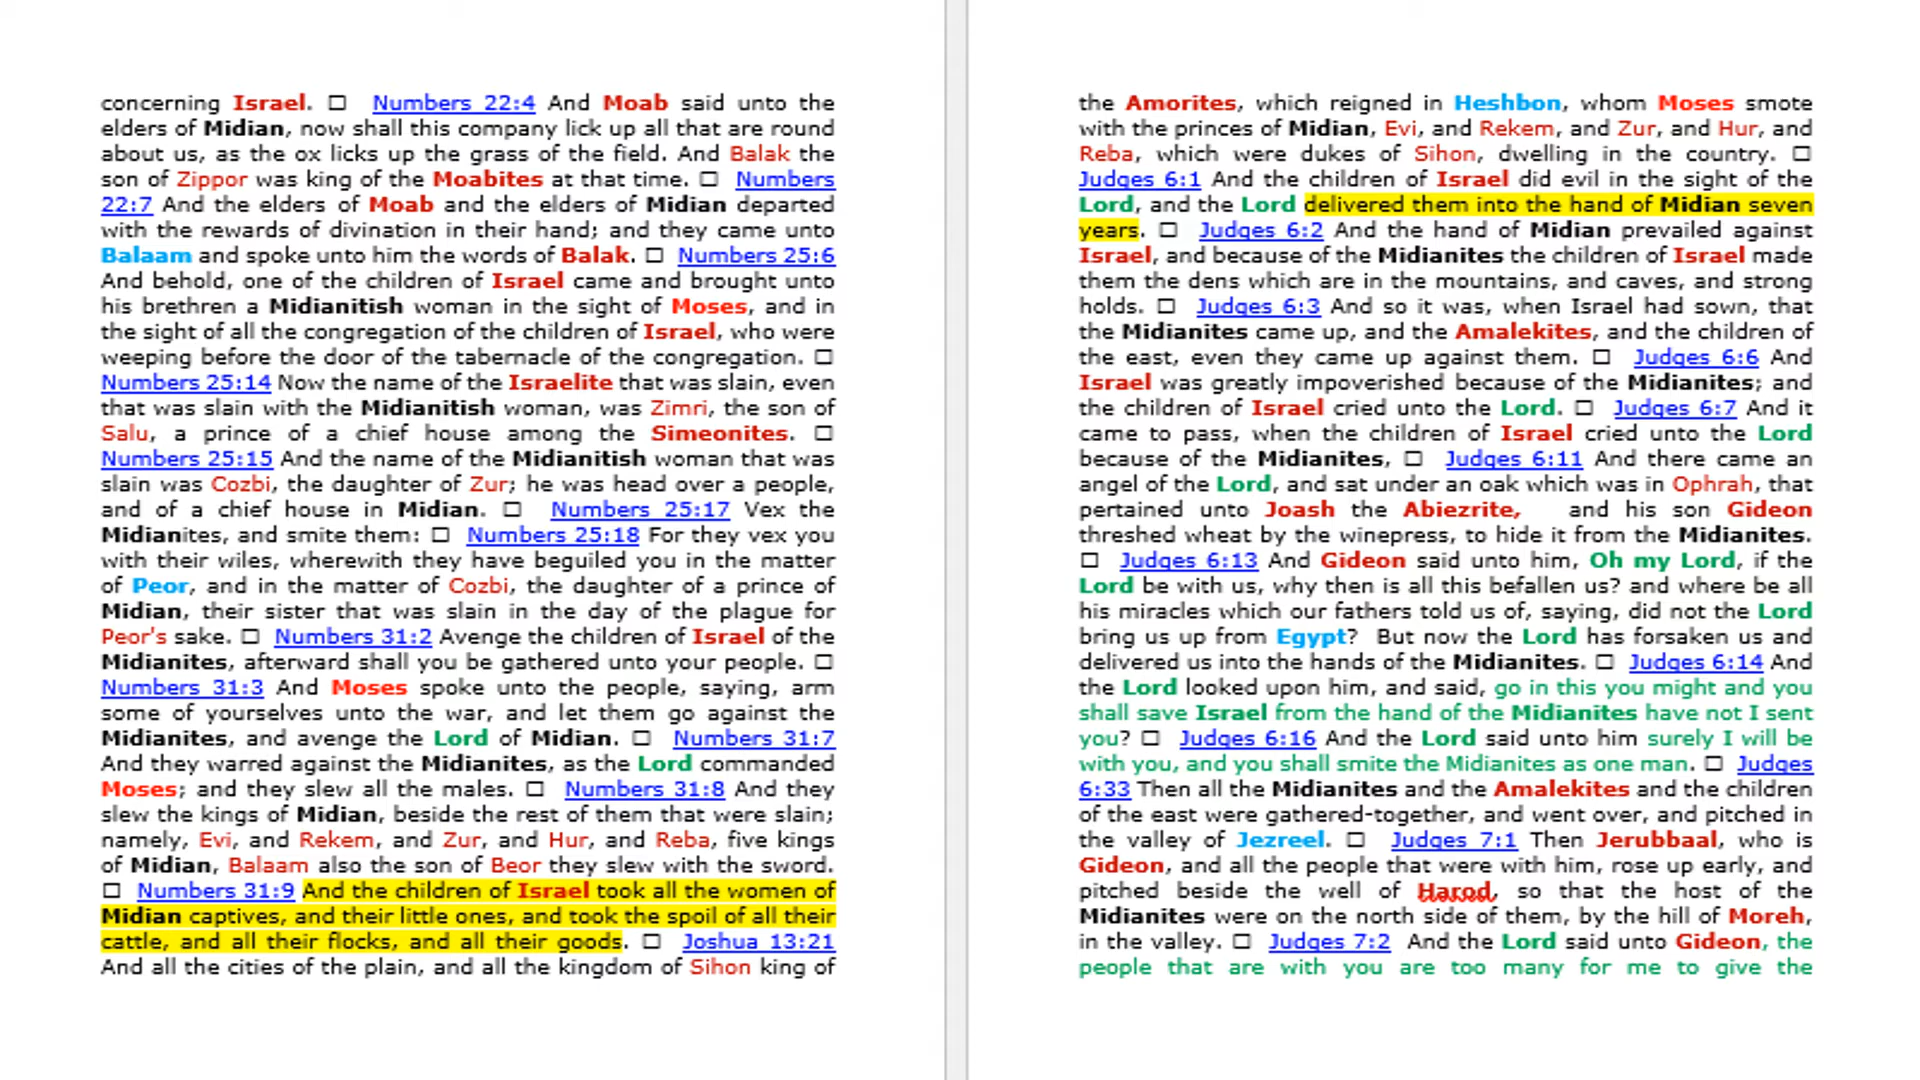 concerning Israel. ☐ Numbers 22:4 And Moab said unto the
elders of Midian, now shall this company lick up all that are round
about us, as the ox licks up the grass of the field. And Balak the
son of Zippor was king of the Moabites at that time. ☐ Numbers
22:7 And the elders of Moab and the elders of Midian departed
with the rewards of divination in their hand; and they came unto
Balaam and spoke unto him the words of Balak. ☐ Numbers 25:6
And behold, one of the children of Israel came and brought unto
his brethren a Midianitish woman in the sight of Moses, and in
the sight of all the congregation of the children of Israel, who were
weeping before the door of the tabernacle of the congregation. ☐
Numbers 25:14 Now the name of the Israelite that was slain, even
that was slain with the Midianitish woman, was Zimri, the son of
Salu, a prince of a chief house among the Simeonites. ☐
Numbers 25:15 And the name of the Midianitish woman that was
slain was Cozbi, the daughter of Zur; he was head over a people,
and of a chief house in Midian. ☐ Numbers 25:17 Vex the
Midianites, and smite them: ☐ Numbers 25:18 For they vex you
with their wiles, wherewith they have beguiled you in the matter
of Peor, and in the matter of Cozbi, the daughter of a prince of
Midian, their sister that was slain in the day of the plague for
Peor's sake. ☐ Numbers 31:2 Avenge the children of Israel of the
Midianites, afterward shall you be gathered unto your people. ☐
Numbers 31:3 And Moses spoke unto the people, saying, arm
some of yourselves unto the war, and let them go against the
Midianites, and avenge the Lord of Midian. ☐ Numbers 31:7
And they warred against the Midianites, as the Lord commanded
Moses; and they slew all the males. ☐ Numbers 31:8 And they
slew the kings of Midian, beside the rest of them that were slain;
namely, Evi, and Rekem, and Zur, and Hur, and Reba, five kings
of Midian, Balaam also the son of Beor they slew with the sword.
☐ Numbers 31:9 And the children of Israel took all the women of
Midian captives, and their little ones, and took the spoil of all their
cattle, and all their flocks, and all their goods. ☐ Joshua 13:21
And all the cities of the plain, and all the kingdom of Sihon king of
the Amorites, which reigned in Heshbon, whom Moses smote
with the princes of Midian, Evi, and Rekem, and Zur, and Hur, and
Reba, which were dukes of Sihon, dwelling in the country. ☐
Judges 6:1 And the children of Israel did evil in the sight of the
Lord, and the Lord delivered them into the hand of Midian seven
years. ☐ Judges 6:2 And the hand of Midian prevailed against
Israel, and because of the Midianites the children of Israel made
them the dens which are in the mountains, and caves, and strong
holds. ☐ Judges 6:3 And so it was, when Israel had sown, that
the Midianites came up, and the Amalekites, and the children of
the east, even they came up against them. ☐ Judges 6:6 And
Israel was greatly impoverished because of the Midianites; and
the children of Israel cried unto the Lord. ☐ Judges 6:7 And it
came to pass, when the children of Israel cried unto the Lord
because of the Midianites, ☐ Judges 6:11 And there came an
angel of the Lord, and sat under an oak which was in Ophrah, that
pertained unto Joash the Abiezrite, and his son Gideon
threshed wheat by the winepress, to hide it from the Midianites.
☐ Judges 6:13 And Gideon said unto him, Oh my Lord, if the
Lord be with us, why then is all this befallen us? and where be all
his miracles which our fathers told us of, saying, did not the Lord
bring us up from Egypt? But now the Lord has forsaken us and
delivered us into the hands of the Midianites. ☐ Judges 6:14 And
the Lord looked upon him, and said, go in this you might and you
shall save Israel from the hand of the Midianites have not I sent
you? ☐ Judges 6:16 And the Lord said unto him surely I will be
with you, and you shall smite the Midianites as one man. ☐ Judges
6:33 Then all the Midianites and the Amalekites and the children
of the east were gathered-together, and went over, and pitched in
the valley of Jezreel. ☐ Judges 7:1 Then Jerubbaal, who is
Gideon, and all the people that were with him, rose up early, and
pitched beside the well of Harod, so that the host of the
Midianites were on the north side of them, by the hill of Moreh,
in the valley. ☐ Judges 7:2 And the Lord said unto Gideon, the
people that are with you are too many for me to give the